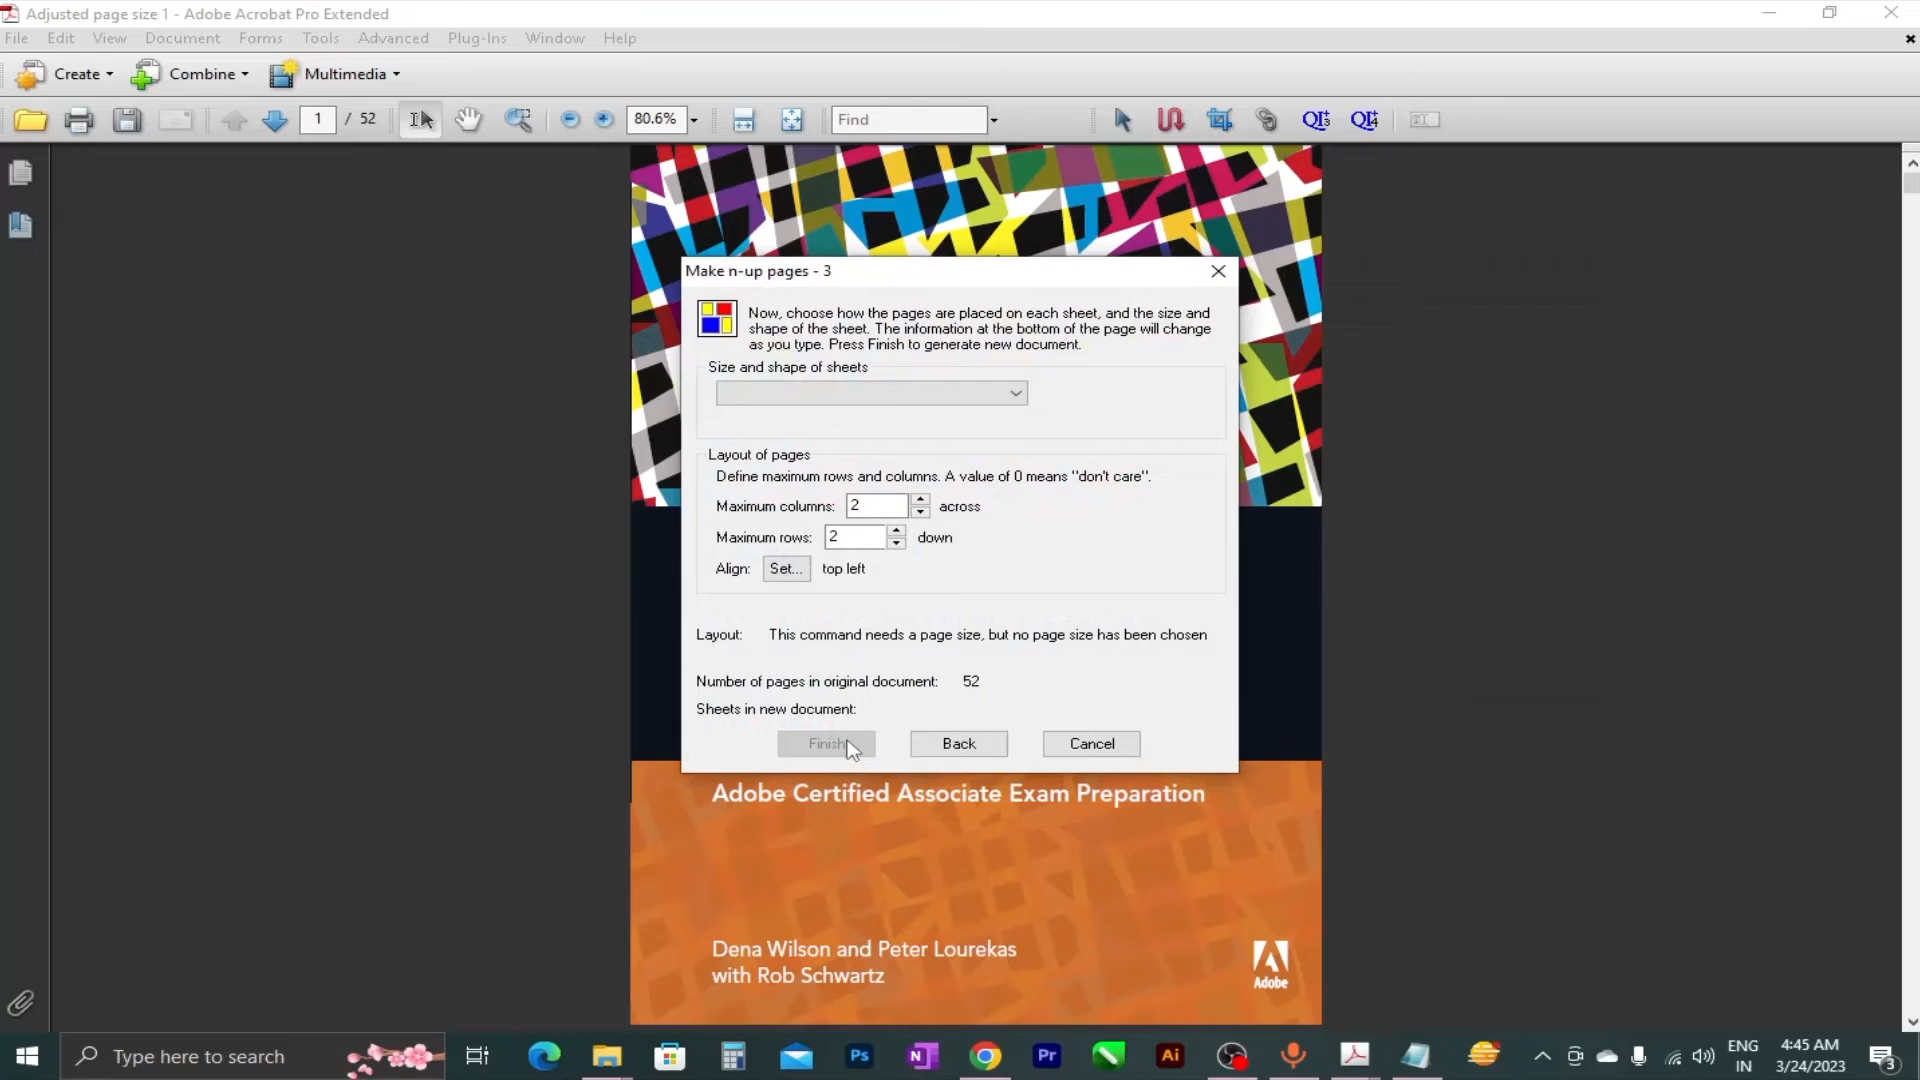 Adjusted page size 1 - Adobe Acrobat Pro Extended
File Edit View Document Forms Tools Advanced Plug-Ins Window Help
Create Combine Multimedia
1 / 52 80.6% Find QI3 QI4
Make n-up pages - 3
Now, choose how the pages are placed on each sheet, and the size and
shape of the sheet. The information at the bottom of the page will change
as you type. Press Finish to generate new document.
Size and shape of sheets
Layout of pages
Define maximum rows and columns. A value of 0 means "don't care".
Maximum columns: 2 across
Maximum rows: 2 down
Align: Set... top left
Layout: This command needs a page size, but no page size has been chosen
Number of pages in original document: 52
Sheets in new document:
Finish Back Cancel
Adobe Certified Associate Exam Preparation
Dena Wilson and Peter Lourekas
with Rob Schwartz
Adobe
Type here to search
Ps N Pr Ai
ENG
IN
4:45 AM
3/24/2023
3